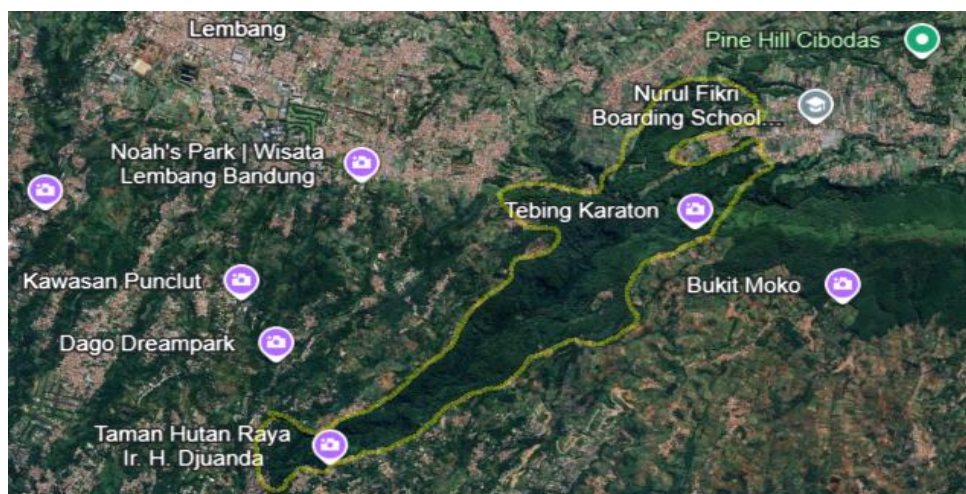 Lembang
Pine Hill Cibodas
Nurul Fikri
Boarding School...
Noah's Park | Wisata
Lembang Bandung
Tebing Karaton
Kawasan Punclut
Bukit Moko
Dago Dreampark
Taman Hutan Raya
Ir. H. Djuanda